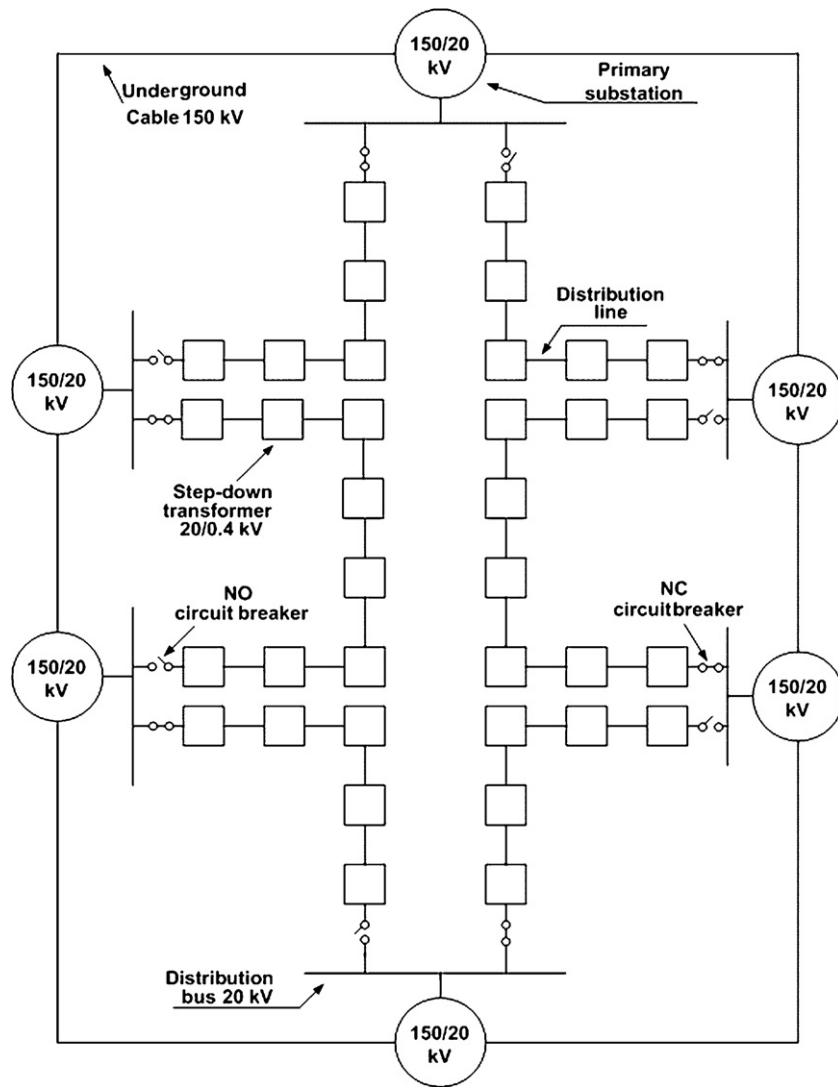 150/20
kV
Underground
Cable 150 kV
Primary
substation
Distribution
line
150/20
kV
150/20
kV
Step-down
transformer
20/0.4 kV
NO
circuit breaker
NC
circuitbreaker
150/20
kV
150/20
kV
Distribution
bus 20 kV
150/20
kV